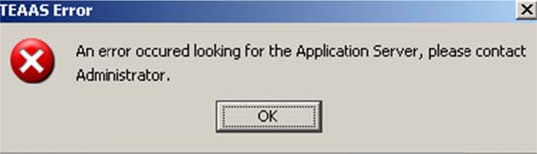 TEAAS Error
An error occured looking for the Application Server, please contact
Administrator.
OK